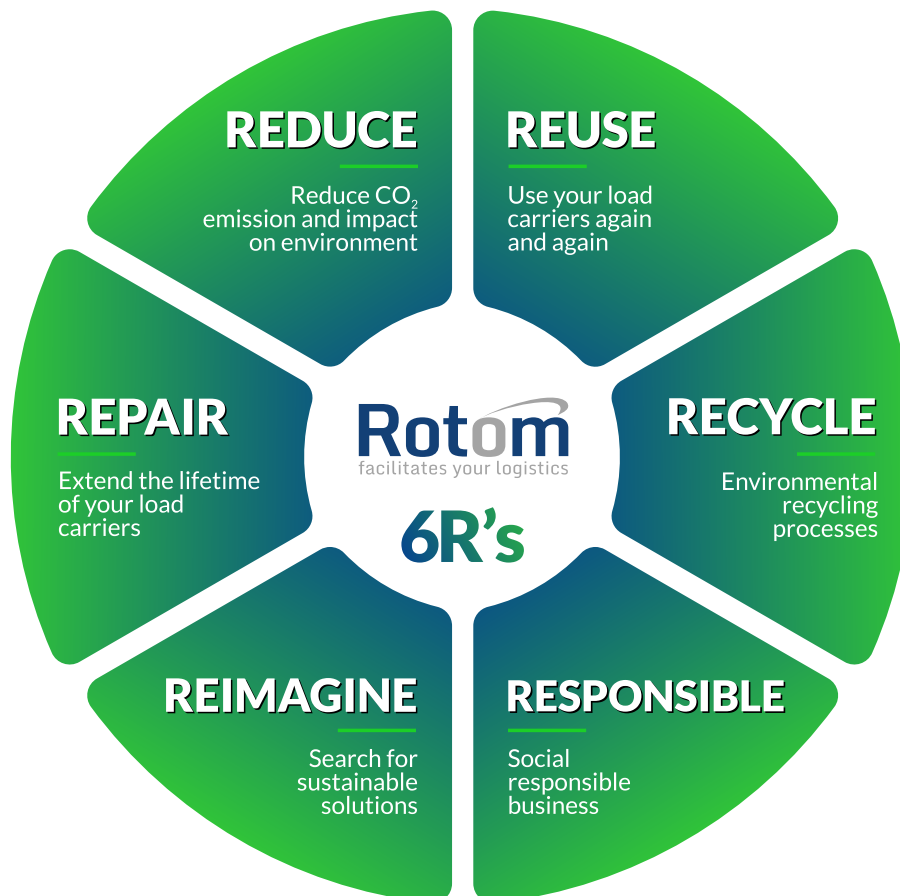 REDUCE
Reduce CO₂
emission and impact
on environment
REUSE
Use your load
carriers again
and again
REPAIR
Extend the lifetime
of your load
carriers
Rotom
facilitates your logistics
6R’s
RECYCLE
Environmental
recycling
processes
REIMAGINE
Search for
sustainable
solutions
RESPONSIBLE
Social
responsible
business